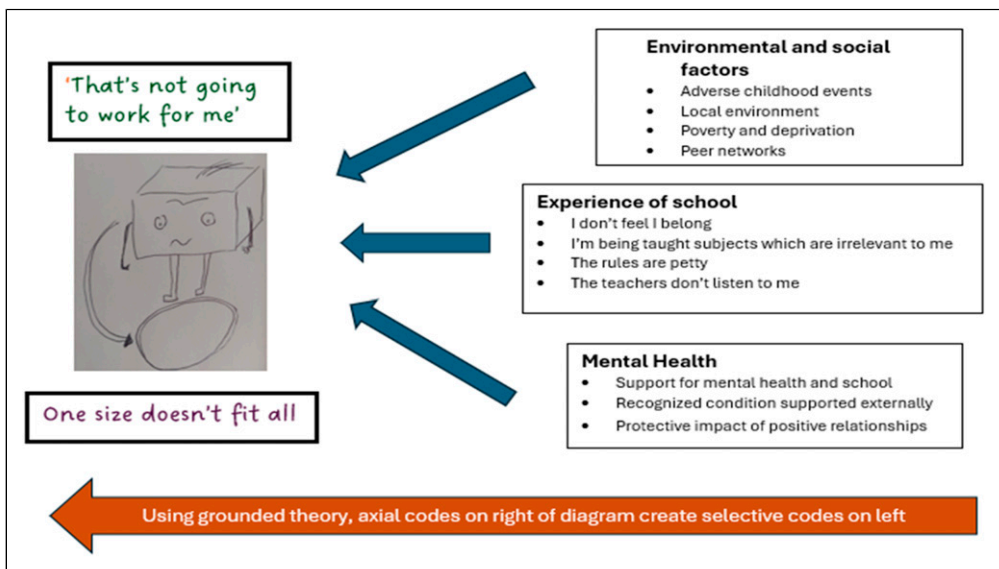 'That's not going
to work for me'
One size doesn't fit all
Environmental and social
factors
• Adverse childhood events
• Local environment
• Poverty and deprivation
• Peer networks
Experience of school
• I don't feel I belong
• I'm being taught subjects which are irrelevant to me
• The rules are petty
• The teachers don't listen to me
Mental Health
• Support for mental health and school
• Recognized condition supported externally
• Protective impact of positive relationships
Using grounded theory, axial codes on right of diagram create selective codes on left